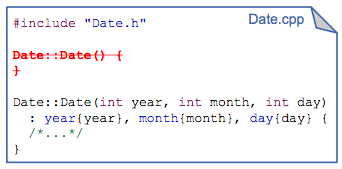 Date.cpp
#include "Date.h"
Date::Date() {
}
Date::Date(int year, int month, int day)
: year{year}, month{month}, day{day} {
/*...*/
}